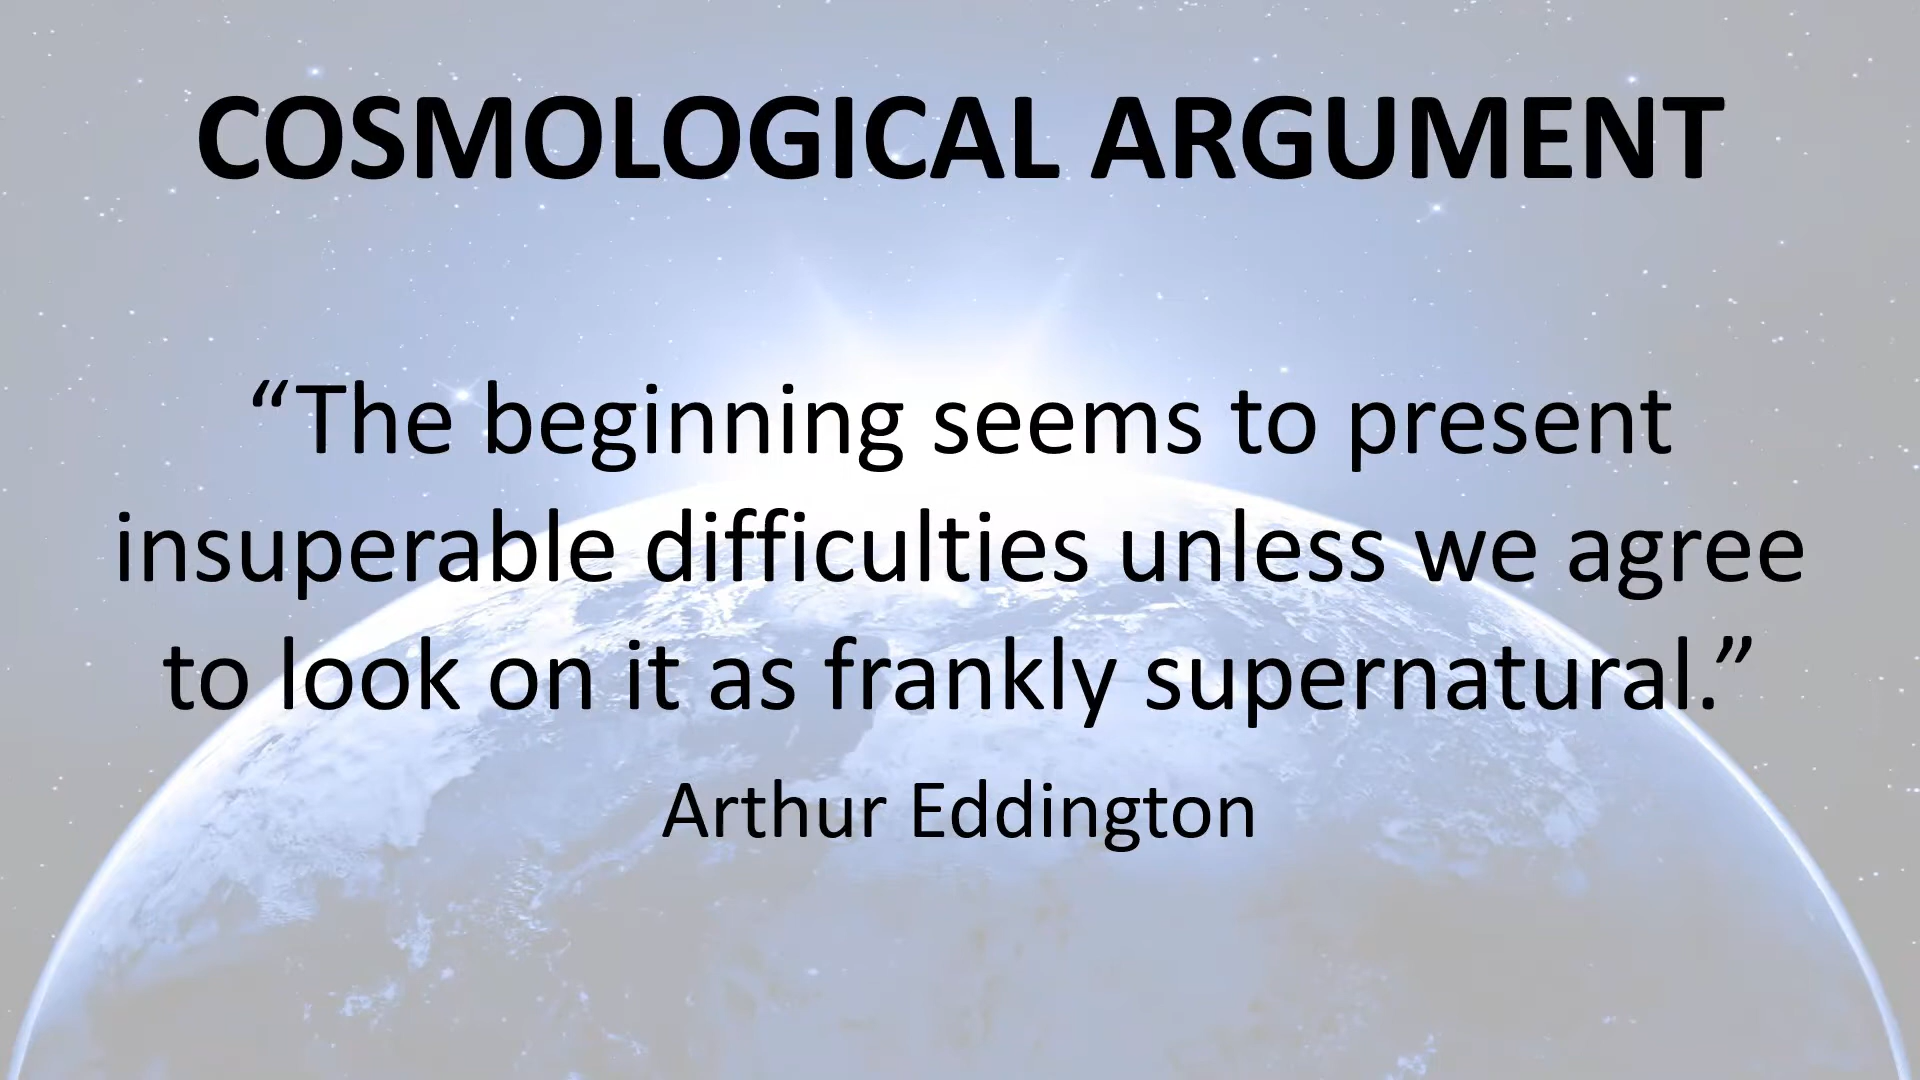 COSMOLOGICAL ARGUMENT
“The beginning seems to present
insuperable difficulties unless we agree
to look on it as frankly supernatural.”
Arthur Eddington